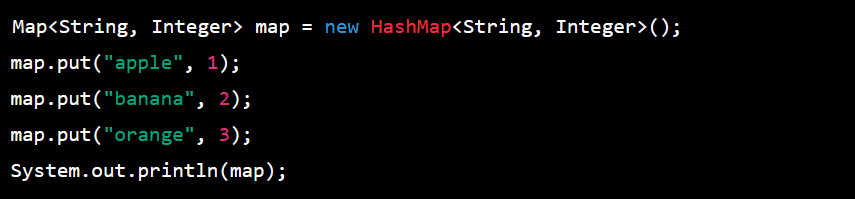 Map<String, Integer> map = new HashMap<String, Integer>();
map.put("apple", 1);
map.put("banana", 2);
map.put("orange", 3);
System.out.println(map);